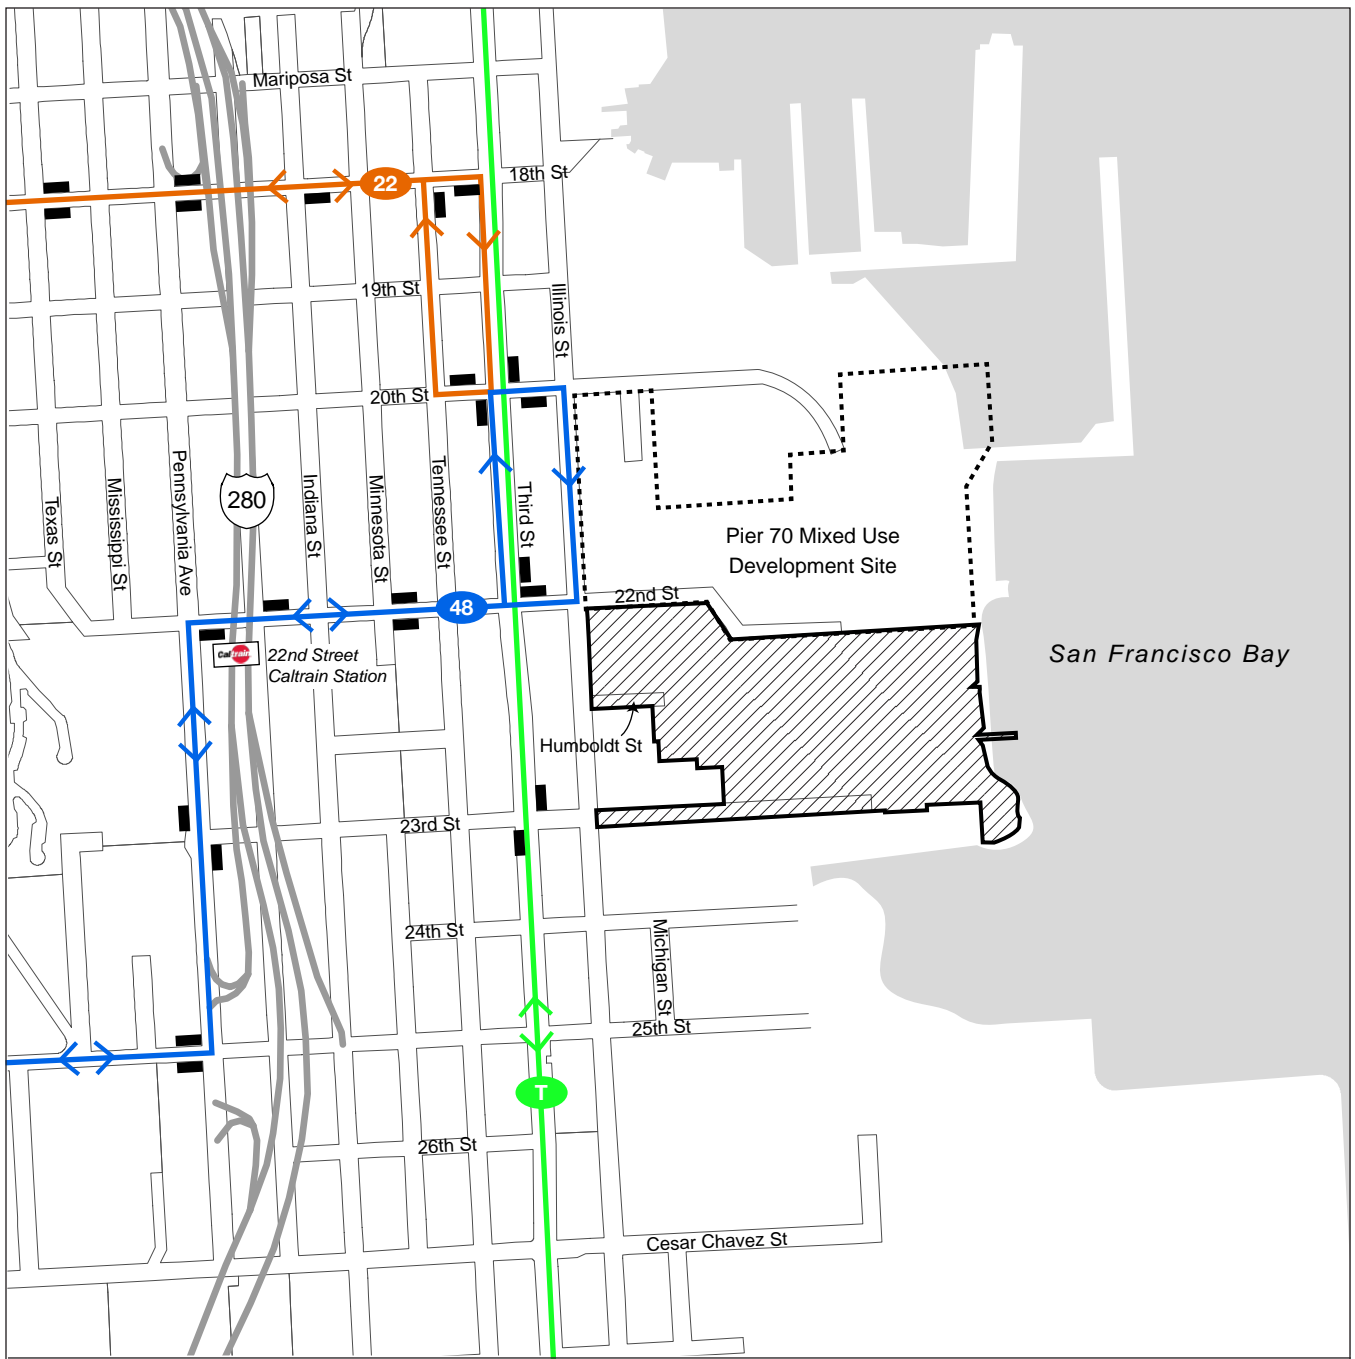 Mariposa St
18th St
22
19th St
Illinois St
20th St
Texas St
Mississippi St
Pennsylvania Ave
280
Indiana St
Minnesota St
Tennessee St
Third St
Pier 70 Mixed Use
Development Site
22nd St
48
Caltrain
22nd Street
Caltrain Station
San Francisco Bay
Humboldt St
23rd St
24th St
Michigan St
25th St
T
26th St
Cesar Chavez St